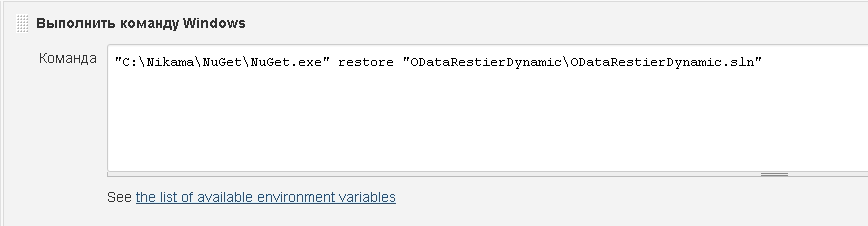 Выполнить команду Windows
Команда
"C:\Nikama\NuGet\NuGet.exe" restore "ODataRestierDynamic\ODataRestierDynamic.sln"
See the list of available environment variables